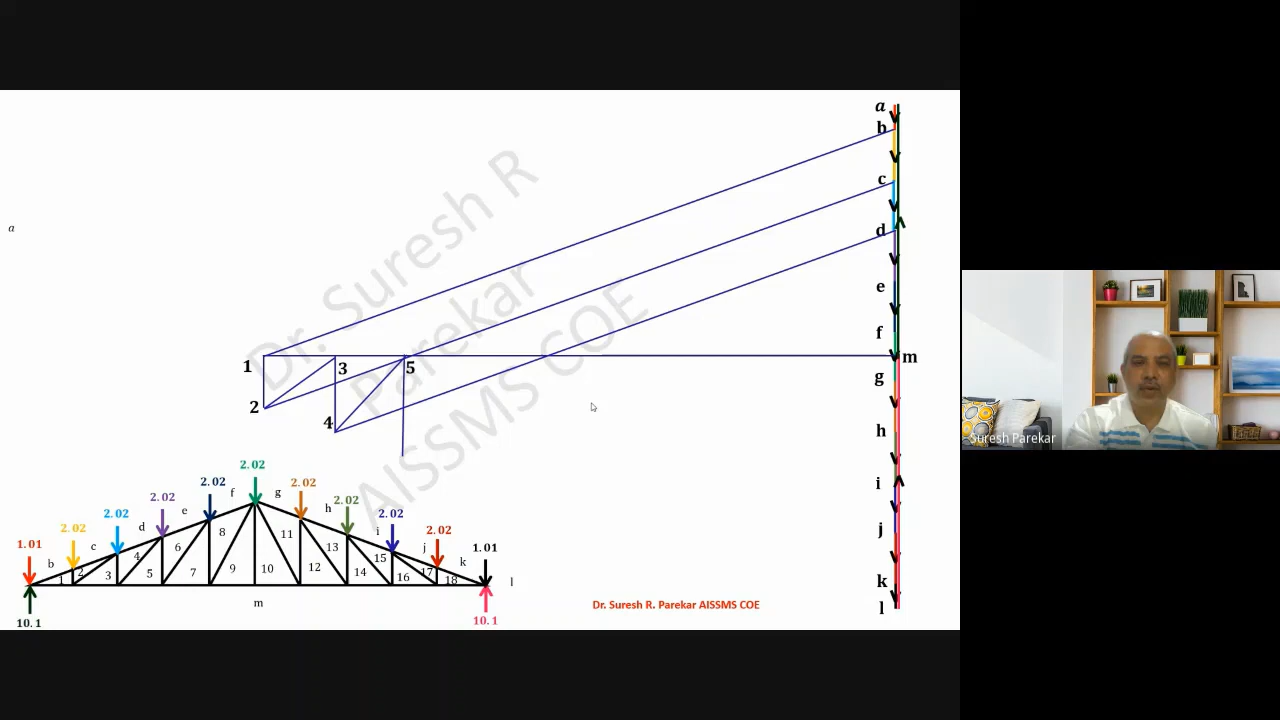 a
b
c
d
e
f
m
g
h
i
j
k
l
a
1
3
5
2
4
Dr. Suresh R
Parekar
AISSMS COE
Suresh Parekar
2.02
2.02 f g 2.02
2.02 e h 2.02
2.02 d i 2.02
2.02 c j 2.02
1.01 b k 1.01
1 2 3 4 5 6 7 8 9 10 11 12 13 14 15 16 17 18 l
m
10.1 10.1
Dr. Suresh R. Parekar AISSMS COE